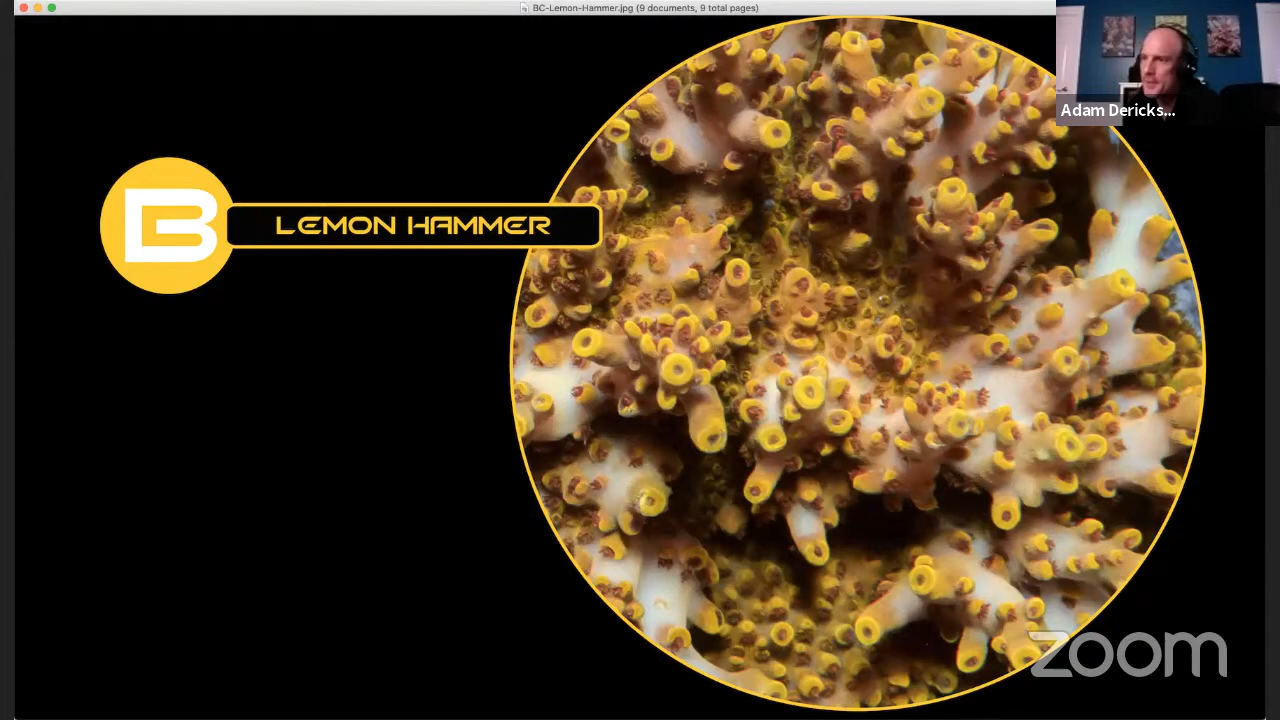 BC-Lemon-Hammer.jpg (9 documents, 9 total pages)
Adam Dericks...
B
LEMON HAMMER
zoom